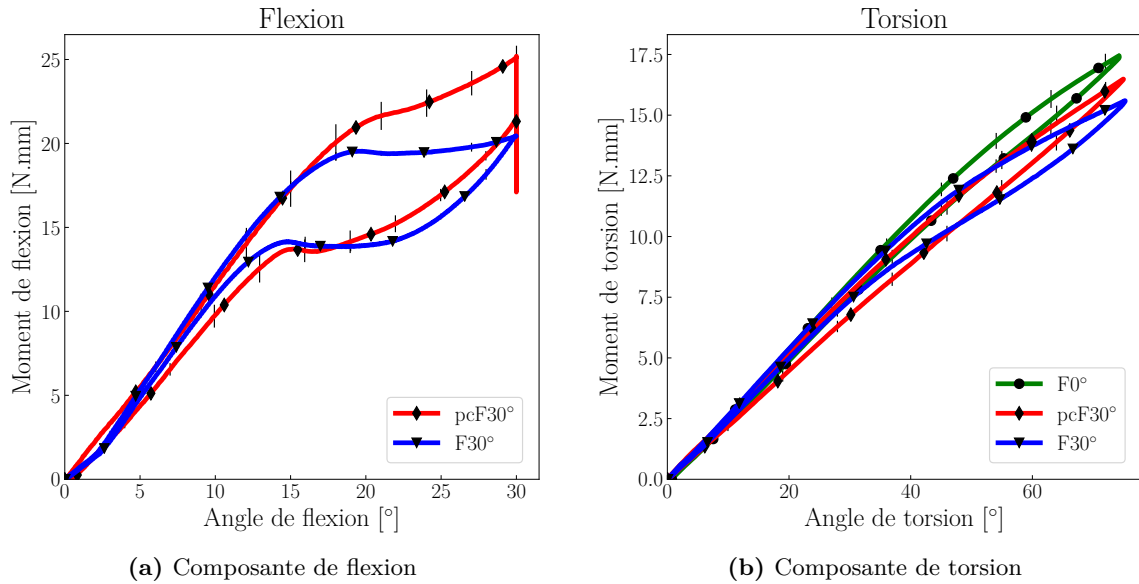 Flexion
Moment de flexion [N.mm]
25
20
15
10
5
0
0 5 10 15 20 25 30
Angle de flexion [°]
pcF30°
F30°
(a) Composante de flexion
Torsion
Moment de torsion [N.mm]
17.5
15.0
12.5
10.0
7.5
5.0
2.5
0.0
0 20 40 60
Angle de torsion [°]
F0°
pcF30°
F30°
(b) Composante de torsion